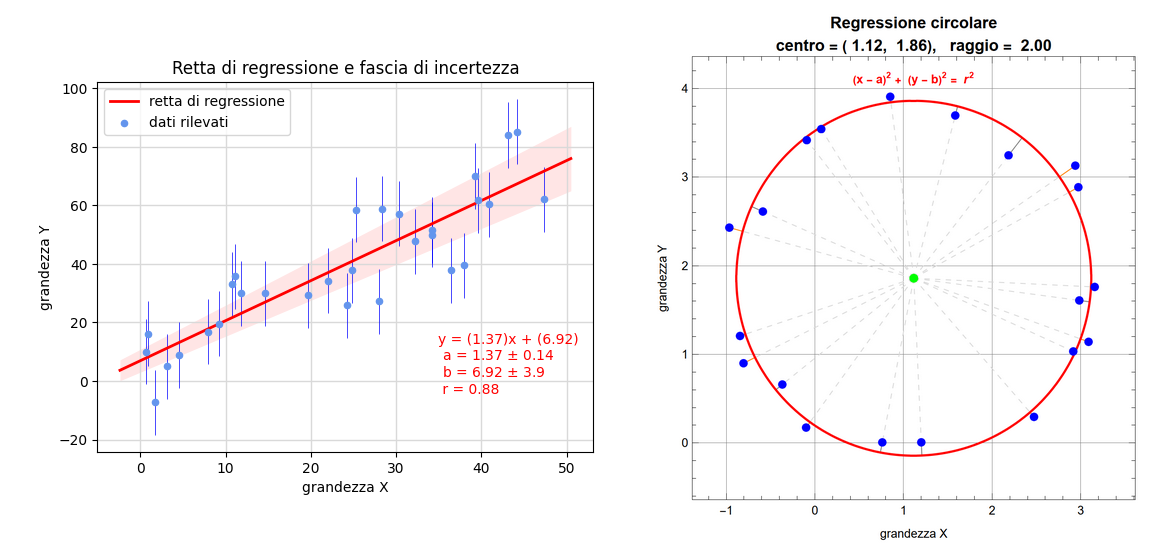 Retta di regressione e fascia di incertezza
retta di regressione
dati rilevati
100
80
60
40
20
0
−20
grandezza Y
y = (1.37)x + (6.92)
a = 1.37 ± 0.14
b = 6.92 ± 3.9
r = 0.88
0 10 20 30 40 50
grandezza X
Regressione circolare
centro = ( 1.12, 1.86), raggio = 2.00
(x − a)² + (y − b)² = r²
4
3
2
1
0
grandezza Y
−1 0 1 2 3
grandezza X